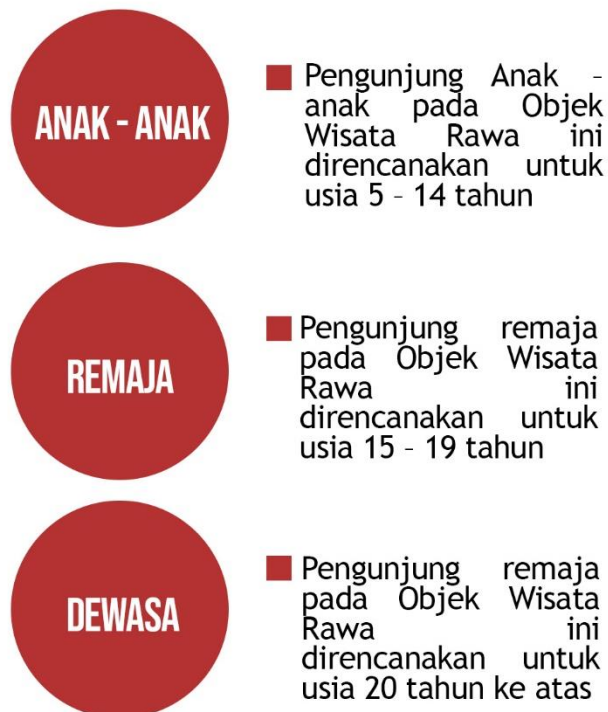 ANAK - ANAK
Pengunjung Anak –
anak pada Objek
Wisata Rawa ini
direncanakan untuk
usia 5 – 14 tahun
REMAJA
Pengunjung remaja
pada Objek Wisata
Rawa ini
direncanakan untuk
usia 15 – 19 tahun
DEWASA
Pengunjung remaja
pada Objek Wisata
Rawa ini
direncanakan untuk
usia 20 tahun ke atas